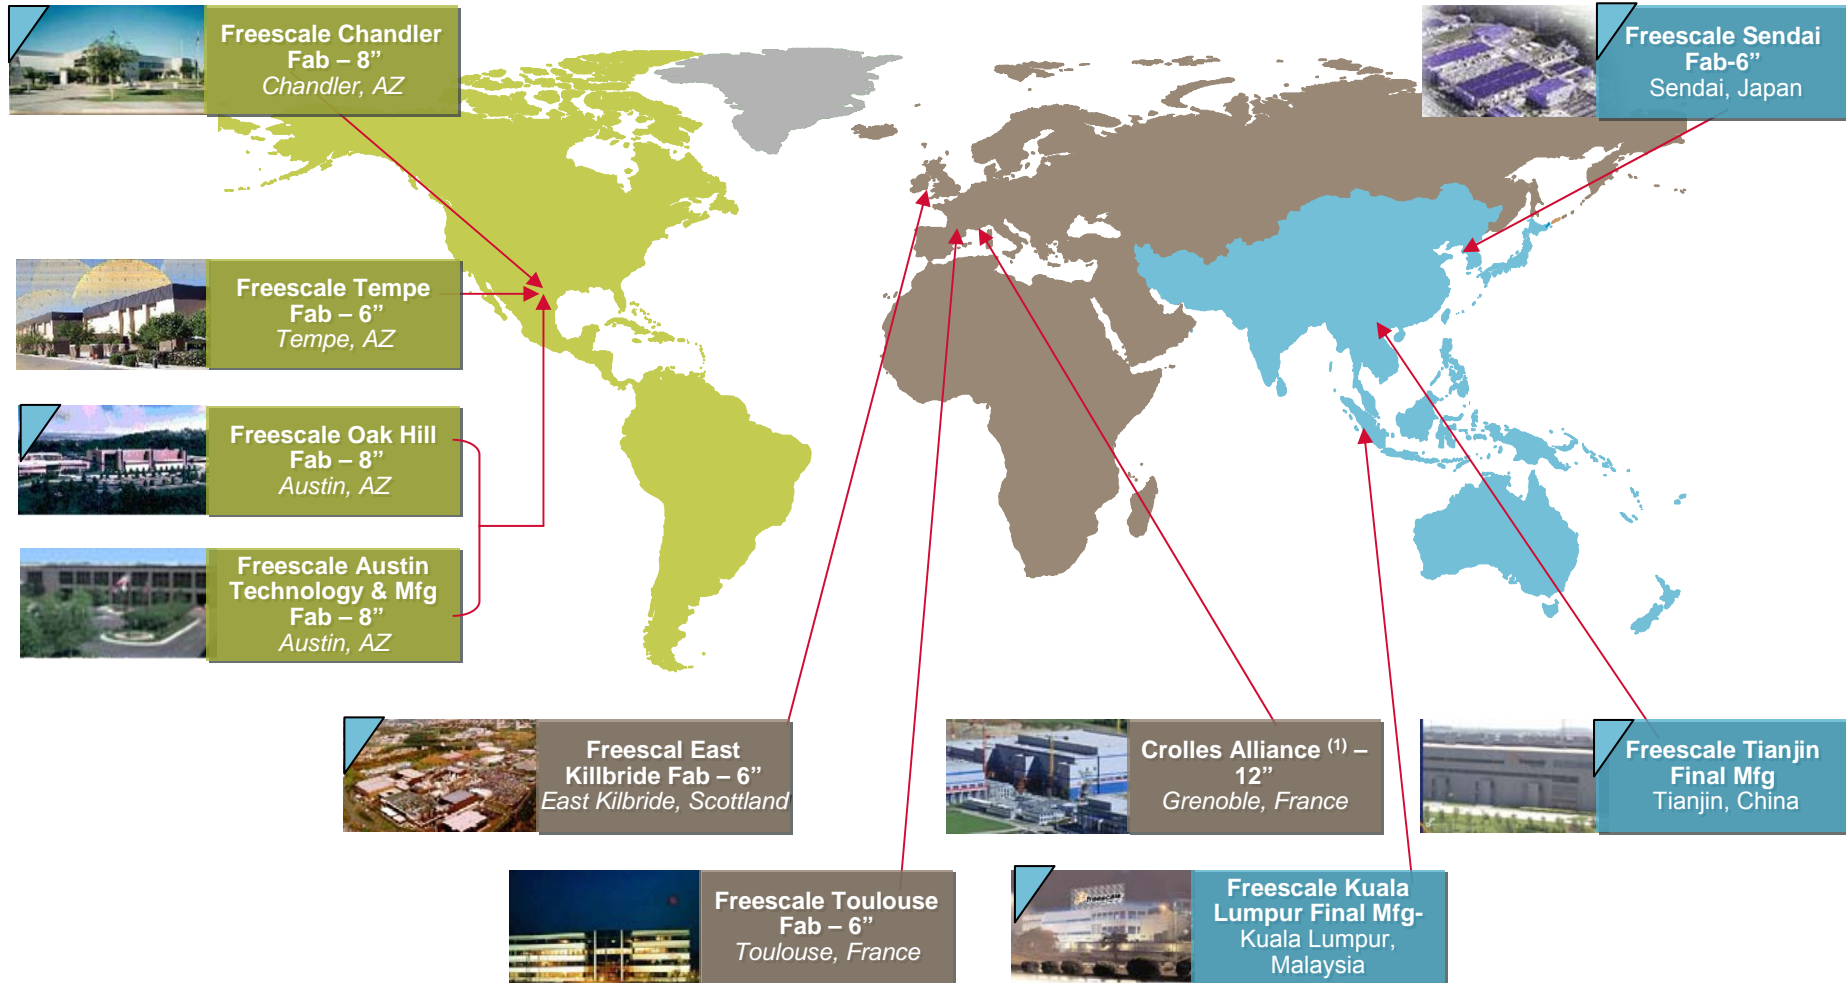 Freescale Chandler
Fab – 8”
Chandler, AZ
Freescale Sendai
Fab-6”
Sendai, Japan
Freescale Tempe
Fab – 6”
Tempe, AZ
Freescale Oak Hill
Fab – 8”
Austin, AZ
Freescale Austin
Technology & Mfg
Fab – 8”
Austin, AZ
Freescal East
Killbride Fab – 6”
East Kilbride, Scottland
Crolles Alliance (1) –
12”
Grenoble, France
Freescale Tianjin
Final Mfg
Tianjin, China
Freescale Toulouse
Fab – 6”
Toulouse, France
freescale
Freescale Kuala
Lumpur Final Mfg-
Kuala Lumpur,
Malaysia